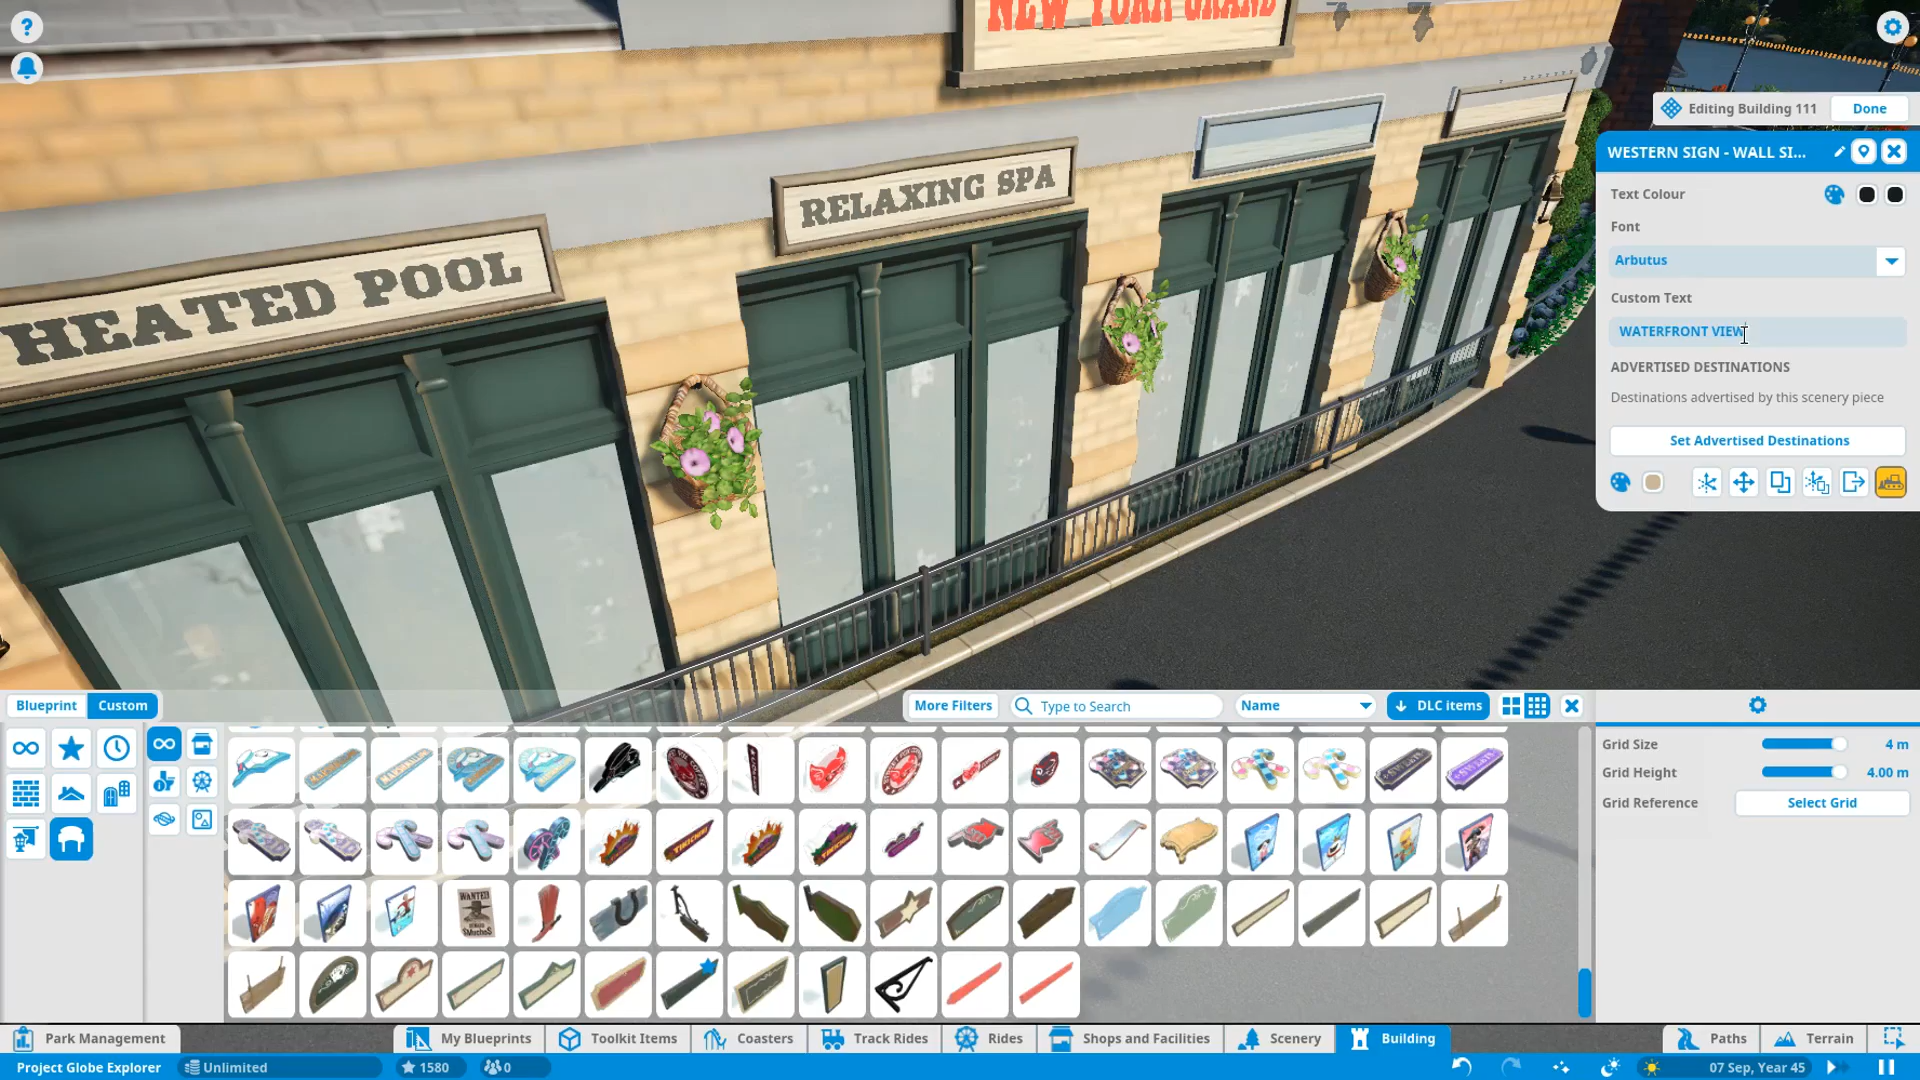 NEW YORK GRAND
HEATED POOL
RELAXING SPA
Editing Building 111
Done
WESTERN SIGN - WALL SI...
Text Colour
Font
Arbutus
Custom Text
WATERFRONT VIEW
ADVERTISED DESTINATIONS
Destinations advertised by this scenery piece
Set Advertised Destinations
Blueprint
Custom
More Filters
Type to Search
Name
DLC items
Grid Size
4 m
Grid Height
4.00 m
Grid Reference
Select Grid
WANTED
Park Management
My Blueprints
Toolkit Items
Coasters
Track Rides
Rides
Shops and Facilities
Scenery
Building
Paths
Terrain
Project Globe Explorer
Unlimited
1580
0
07 Sep, Year 45